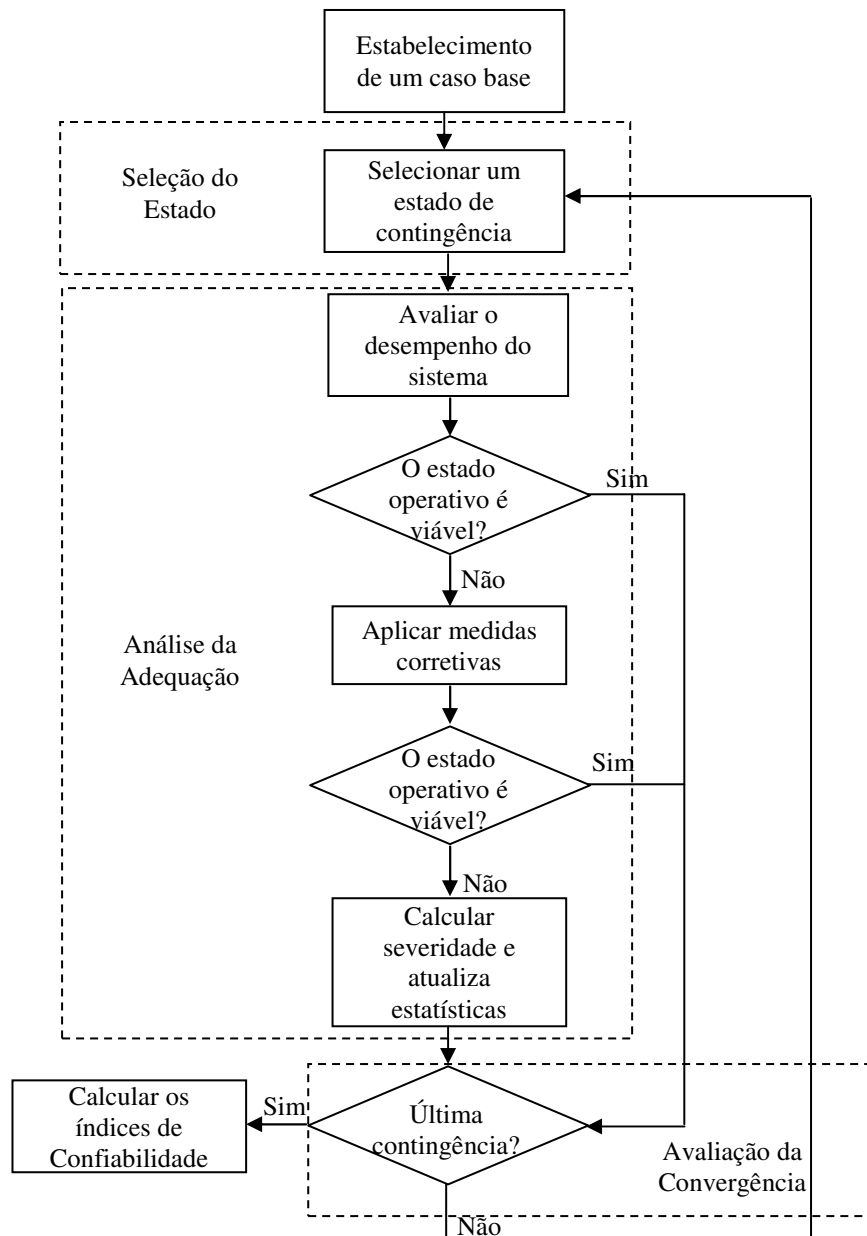 Estabelecimento
de um caso base
Seleção do
Estado
Selecionar um
estado de
contingência
Avaliar o
desempenho do
sistema
O estado
operativo é
viável?
Sim
Não
Aplicar medidas
corretivas
Análise da
Adequação
O estado
operativo é
viável?
Sim
Não
Calcular
severidade e
atualiza
estatísticas
Calcular os
índices de
Confiabilidade
Sim
Última
contingência?
Avaliação da
Convergência
Não